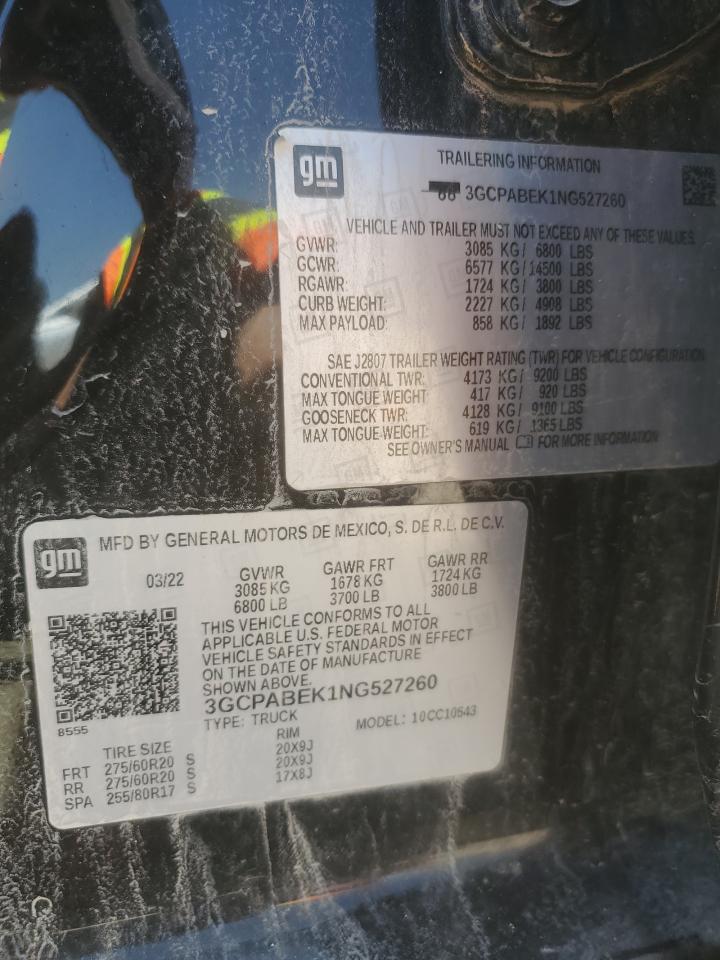 gm
TRAILERING INFORMATION
3GCPABEK1NG527260
VEHICLE AND TRAILER MUST NOT EXCEED ANY OF THESE VALUES.
GVWR: 3085 KG / 6800 LBS
GCWR: 6577 KG / 14500 LBS
RGAWR: 1724 KG / 3800 LBS
CURB WEIGHT: 2227 KG / 4908 LBS
MAX PAYLOAD: 858 KG / 1892 LBS
SAE J2807 TRAILER WEIGHT RATING (TWR) FOR VEHICLE CONFIGURATION
CONVENTIONAL TWR: 4173 KG / 9200 LBS
MAX TONGUE WEIGHT: 417 KG / 920 LBS
GOOSENECK TWR: 4128 KG / 9100 LBS
MAX TONGUE WEIGHT: 619 KG / 1365 LBS
SEE OWNER'S MANUAL FOR MORE INFORMATION
gm
MFD BY GENERAL MOTORS DE MEXICO, S. DE R.L. DE C.V.
03/22 GVWR GAWR FRT GAWR RR
3085 KG 1678 KG 1724 KG
6800 LB 3700 LB 3800 LB
THIS VEHICLE CONFORMS TO ALL
APPLICABLE U.S. FEDERAL MOTOR
VEHICLE SAFETY STANDARDS IN EFFECT
ON THE DATE OF MANUFACTURE
SHOWN ABOVE.
3GCPABEK1NG527260
8555
TYPE: TRUCK MODEL: 10CC10543
TIRE SIZE RIM
FRT 275/60R20 S 20X9J
RR 275/60R20 S 20X9J
SPA 255/80R17 S 17X8J